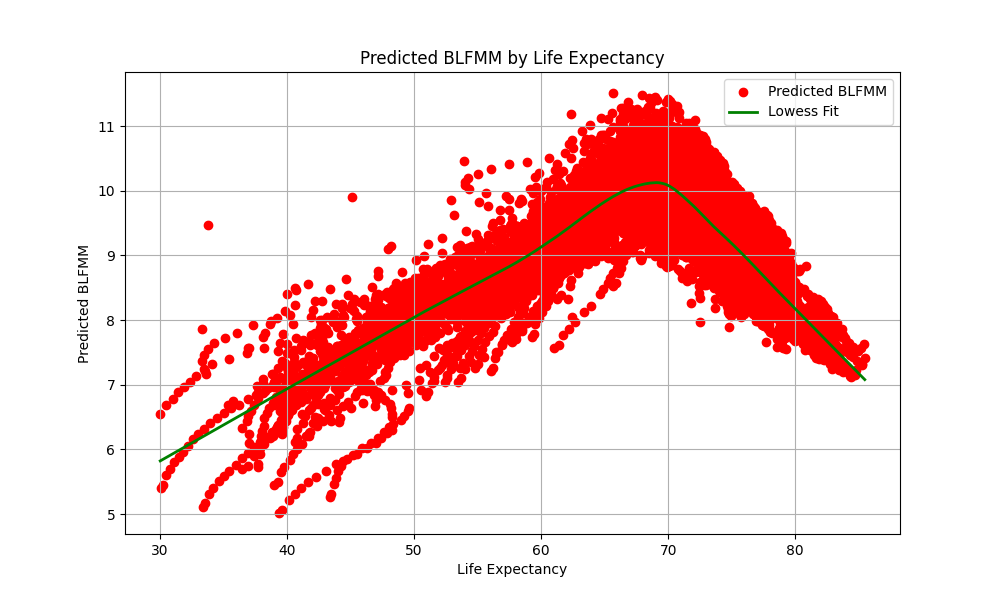 Predicted BLFMM by Life Expectancy
Predicted BLFMM
Lowess Fit
Predicted BLFMM
11
10
9
8
7
6
5
30 40 50 60 70 80
Life Expectancy